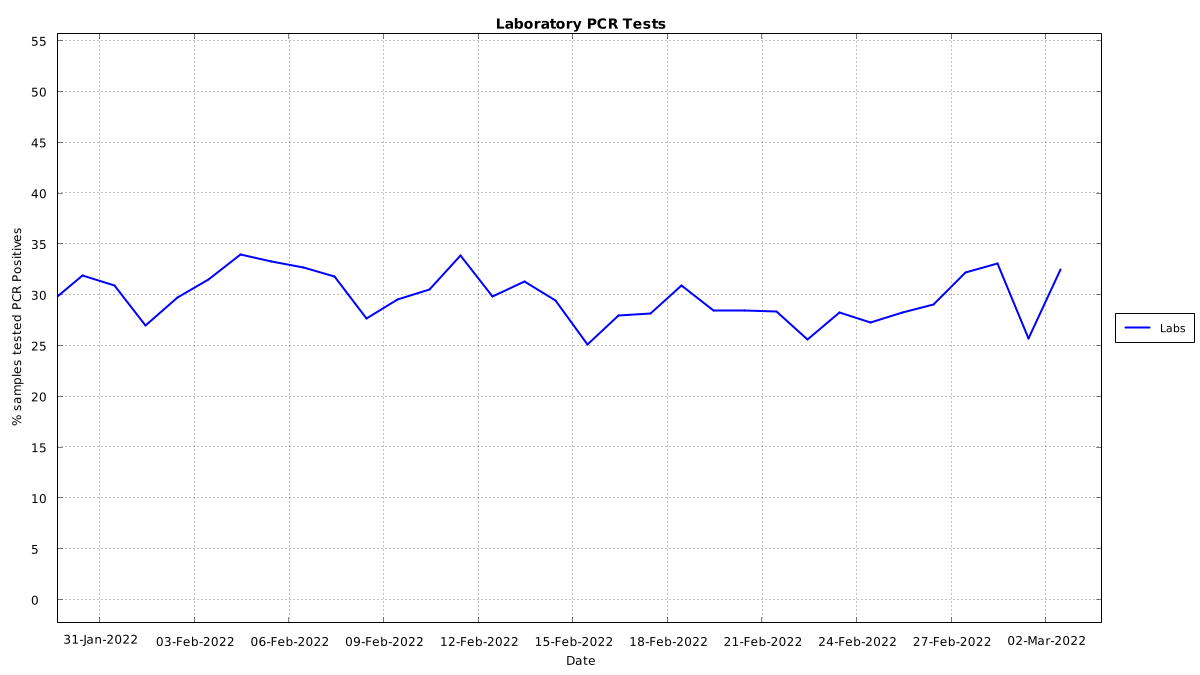 Laboratory PCR Tests
55
50
45
40
35
30
25
20
15
10
5
0
% samples tested PCR Positives
Labs
31-Jan-2022 03-Feb-2022 06-Feb-2022 09-Feb-2022 12-Feb-2022 15-Feb-2022 18-Feb-2022 21-Feb-2022 24-Feb-2022 27-Feb-2022 02-Mar-2022
Date